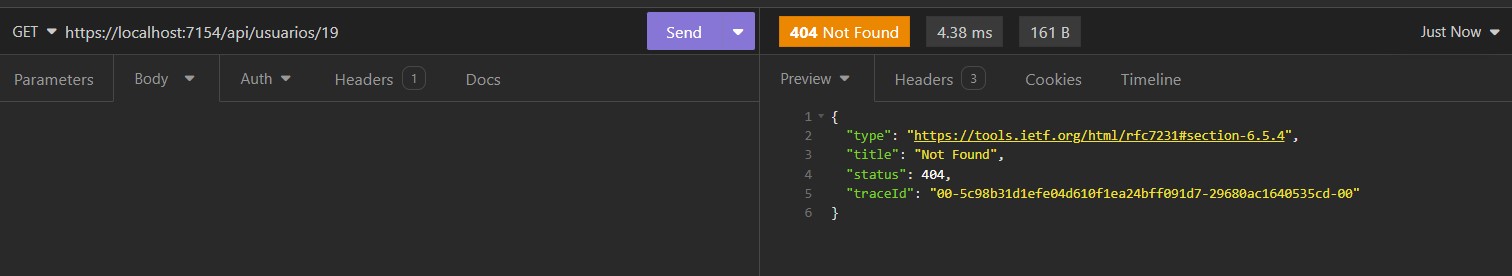 GET https://localhost:7154/api/usuarios/19 Send 404 Not Found 4.38 ms 161 B Just Now
Parameters Body Auth Headers 1 Docs Preview Headers 3 Cookies Timeline
1 {
2 "type": "https://tools.ietf.org/html/rfc7231#section-6.5.4",
3 "title": "Not Found",
4 "status": 404,
5 "traceId": "00-5c98b31d1efe04d610f1ea24bff091d7-29680ac1640535cd-00"
6 }